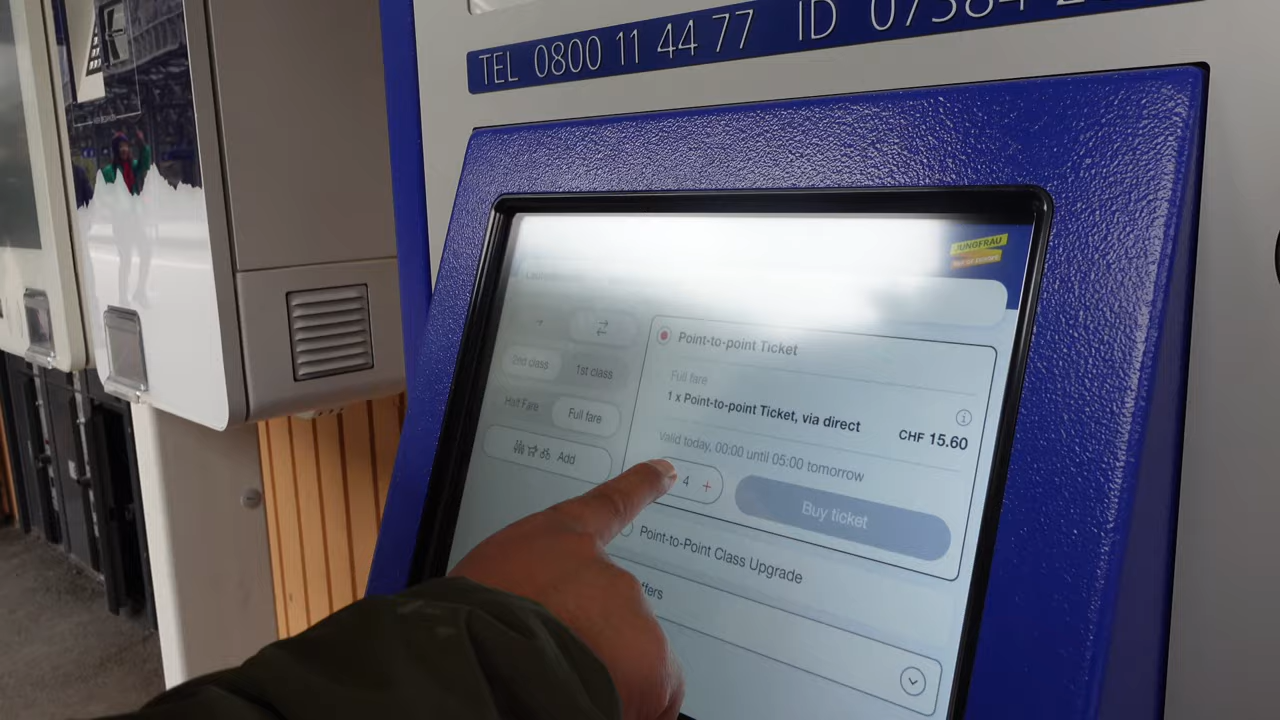 TEL 0800 11 44 77 ID 07384
JUNGFRAU
2nd class 1st class
Half Fare Full fare
Add
Point-to-point Ticket
Full fare
1 x Point-to-point Ticket, via direct
CHF 15.60
Valid today, 00:00 until 05:00 tomorrow
4 +
Buy ticket
Point-to-Point Class Upgrade
ffers